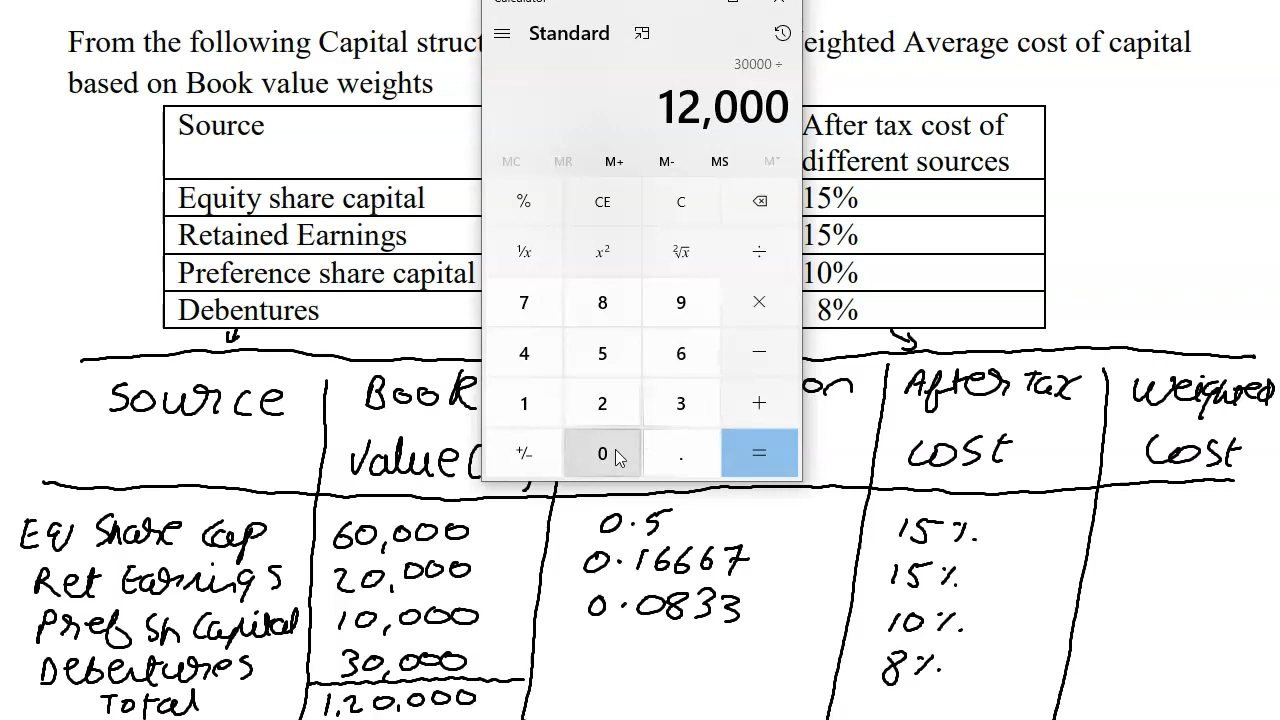 Calculator
From the following Capital struct eighted Average cost of capital
Standard
based on Book value weights
30000 ÷
12,000
Source After tax cost of different sources
MC MR M+ M- MS M˅
Equity share capital 15%
% CE C
Retained Earnings 15%
¹/x x² ²√x ÷
Preference share capital 10%
7 8 9 ×
Debentures 8%
4 5 6 −
1 2 3 +
+/− 0 . =
Source Book Value( on After Tax Cost Weighted Cost
Eq Share Cap 60,000 0.5 15%.
Ret Earnings 20,000 0.16667 15%
Pref Sh Capital 10,000 0.0833 10%.
Debentures 30,000 8%.
Total 1,20,000